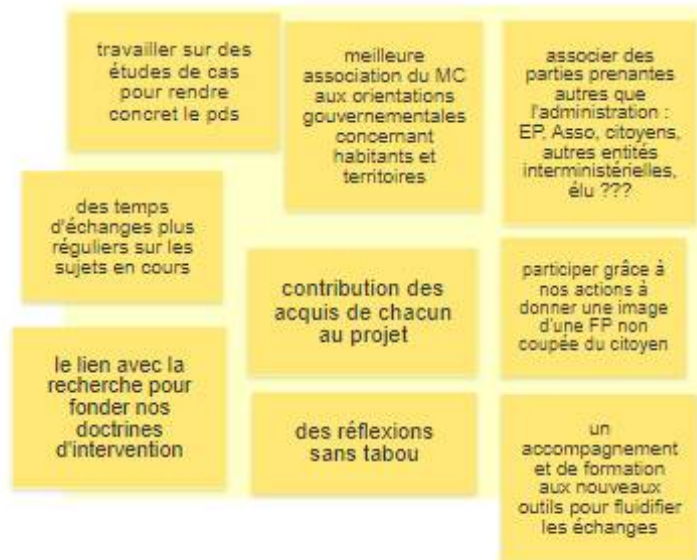 travailler sur des
études de cas
pour rendre
concret le pds
meilleure
association du MC
aux orientations
gouvernementales
concernant
habitants et
territoires
associer des
parties prenantes
autres que
l'administration :
EP, Asso, citoyens,
autres entités
interministérielles,
élu ???
des temps
d'échanges plus
réguliers sur les
sujets en cours
contribution des
acquis de chacun
au projet
participer grâce à
nos actions à
donner une image
d'une FP non
coupée du citoyen
le lien avec la
recherche pour
fonder nos
doctrines
d'intervention
des réflexions
sans tabou
un
accompagnement
et de formation
aux nouveaux
outils pour fluidifier
les échanges